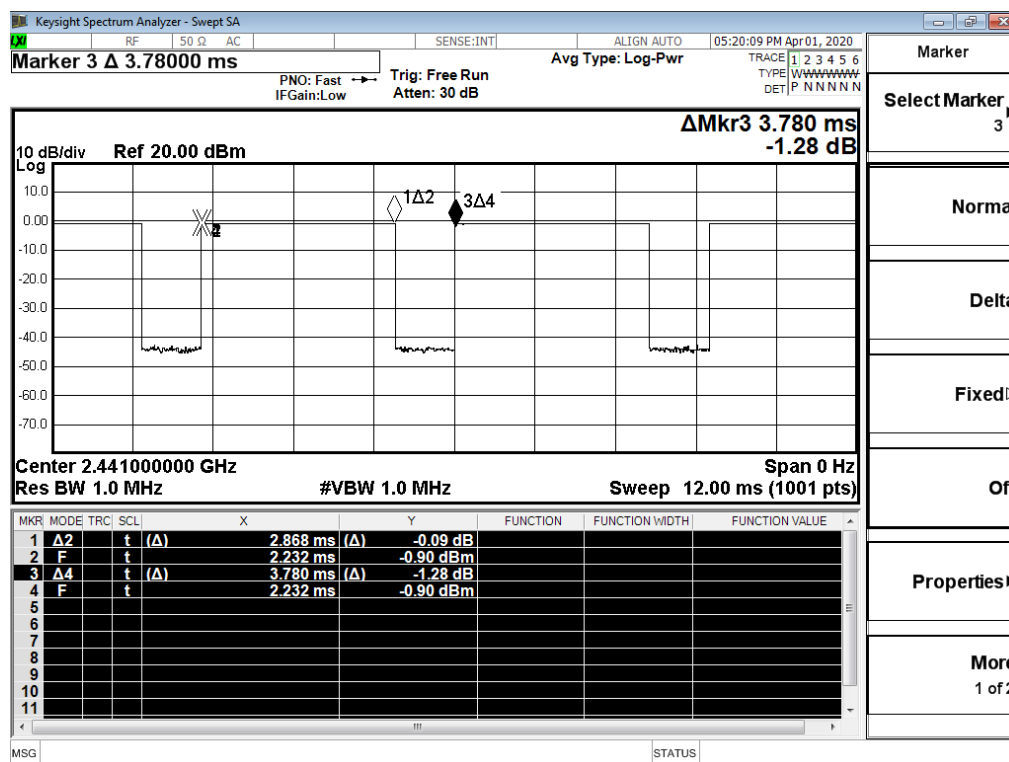 Keysight Spectrum Analyzer - Swept SA
LXI RF 50 Ω AC SENSE:INT ALIGN AUTO 05:20:09 PM Apr 01, 2020
Marker 3 Δ 3.78000 ms
PNO: Fast
IFGain:Low
Trig: Free Run
Atten: 30 dB
Avg Type: Log-Pwr
TRACE 1 2 3 4 5 6
TYPE W W W W W W
DET P N N N N N
ΔMkr3 3.780 ms
-1.28 dB
10 dB/div Ref 20.00 dBm
Log
10.0
0.00
-10.0
-20.0
-30.0
-40.0
-50.0
-60.0
-70.0
1Δ2
3Δ4
Center 2.441000000 GHz Span 0 Hz
Res BW 1.0 MHz #VBW 1.0 MHz Sweep 12.00 ms (1001 pts)
MKR MODE TRC SCL X Y FUNCTION FUNCTION WIDTH FUNCTION VALUE
1 Δ2 t (Δ) 2.868 ms (Δ) -0.09 dB
2 F t 2.232 ms -0.90 dBm
3 Δ4 t (Δ) 3.780 ms (Δ) -1.28 dB
4 F t 2.232 ms -0.90 dBm
5
6
7
8
9
10
11
MSG STATUS
Marker
Select Marker
3
Norma
Delta
Fixed
Of
Properties
More
1 of 2